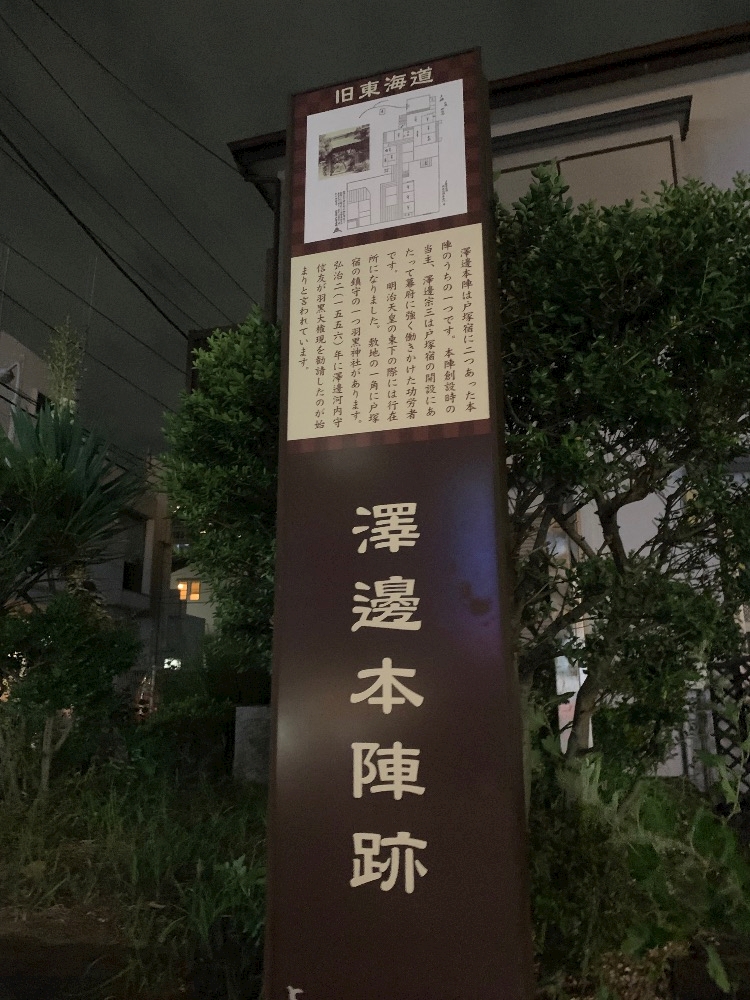 旧東海道
澤邊本陣は戸塚宿に二つあった本
陣のうちの一つです。本陣創設時の
当主、澤邊宗三は戸塚宿の開設にあ
たって幕府に強く働きかけた功労者
です。明治天皇の東下の際には行在
所になりました。敷地の一角に戸塚
宿の鎮守の一つ羽黒神社があります。
弘治二(一五五六)年に澤邊河内守
信友が羽黒大権現を勧請したのが始
まりと言われています。
澤邊本陣跡